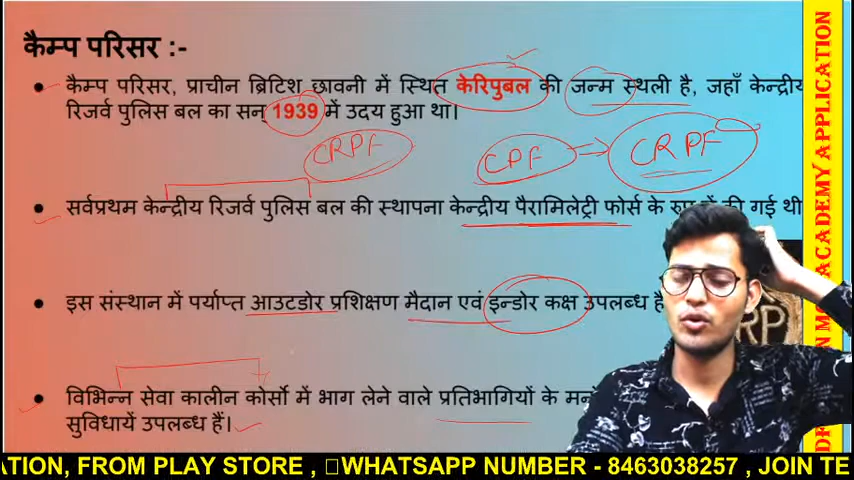 कैम्प परिसर :-
कैम्प परिसर, प्राचीन ब्रिटिश छावनी में स्थित केरिपुबल की जन्म स्थली है, जहाँ केन्द्रीय
रिजर्व पुलिस बल का सन् 1939 में उदय हुआ था।
CRPF
CPF => CRPF
सर्वप्रथम केन्द्रीय रिजर्व पुलिस बल की स्थापना केन्द्रीय पैरामिलेट्री फोर्स के की गई थी
इस संस्थान में पर्याप्त आउटडोर प्रशिक्षण मैदान एवं इन्डोर कक्ष उपलब्ध
विभिन्न सेवा कालीन कोर्सो में भाग लेने वाले प्रतिभागियों के
सुविधायें उपलब्ध हैं।
RP
ACADEMY APPLICATION
ATION, FROM PLAY STORE , WHATSAPP NUMBER - 8463038257 , JOIN TE